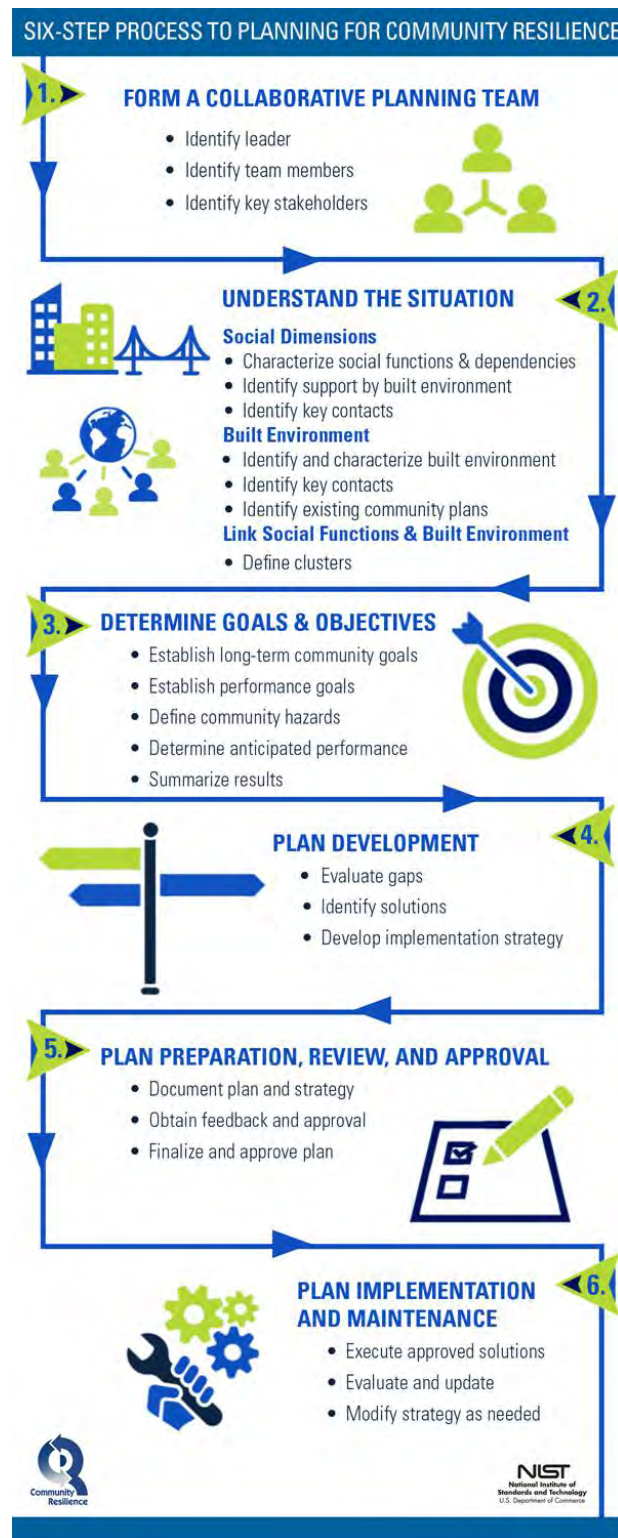 SIX-STEP PROCESS TO PLANNING FOR COMMUNITY RESILIENCE
1.
FORM A COLLABORATIVE PLANNING TEAM
• Identify leader
• Identify team members
• Identify key stakeholders
2.
UNDERSTAND THE SITUATION
Social Dimensions
• Characterize social functions & dependencies
• Identify support by built environment
• Identify key contacts
Built Environment
• Identify and characterize built environment
• Identify key contacts
• Identify existing community plans
Link Social Functions & Built Environment
• Define clusters
3.
DETERMINE GOALS & OBJECTIVES
• Establish long-term community goals
• Establish performance goals
• Define community hazards
• Determine anticipated performance
• Summarize results
4.
PLAN DEVELOPMENT
• Evaluate gaps
• Identify solutions
• Develop implementation strategy
5.
PLAN PREPARATION, REVIEW, AND APPROVAL
• Document plan and strategy
• Obtain feedback and approval
• Finalize and approve plan
6.
PLAN IMPLEMENTATION
AND MAINTENANCE
• Execute approved solutions
• Evaluate and update
• Modify strategy as needed
Community
Resilience
NIST
National Institute of
Standards and Technology
U.S. Department of Commerce